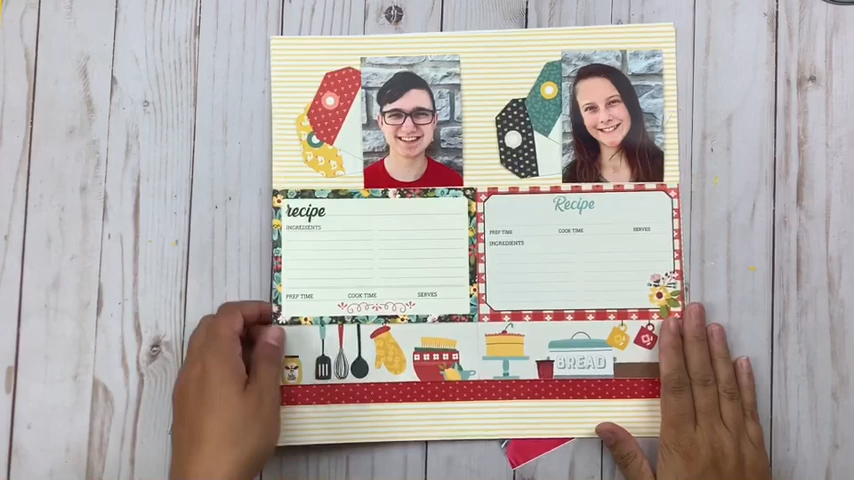 recipe
INGREDIENTS
PREP TIME COOK TIME SERVES
Recipe
PREP TIME COOK TIME SERVES
INGREDIENTS
BREAD